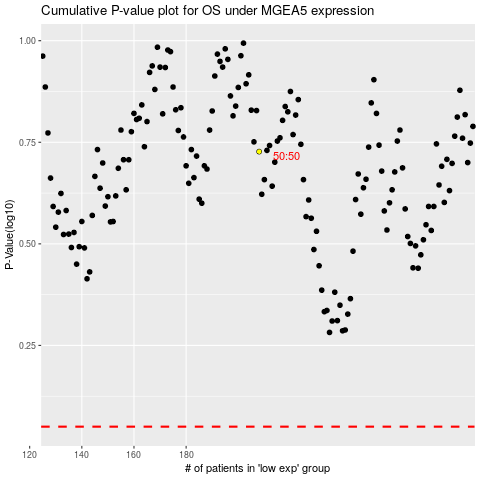 Cumulative P-value plot for OS under MGEA5 expression
P-Value(log10)
1.00
0.75
0.50
0.25
50:50
120 140 160 180
# of patients in 'low exp' group